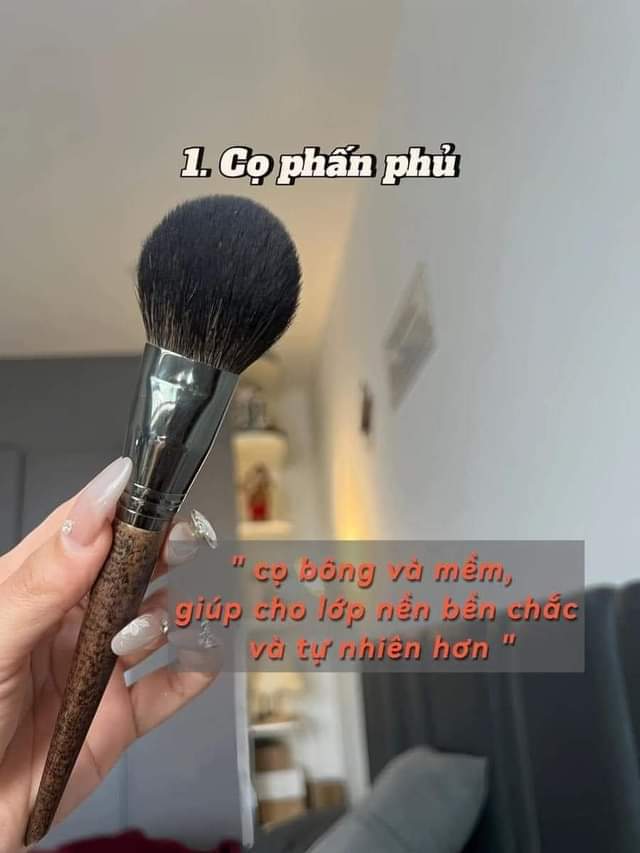 1. Cọ phấn phủ
" cọ bông và mềm,
giúp cho lớp nền bền chắc
và tự nhiên hơn "